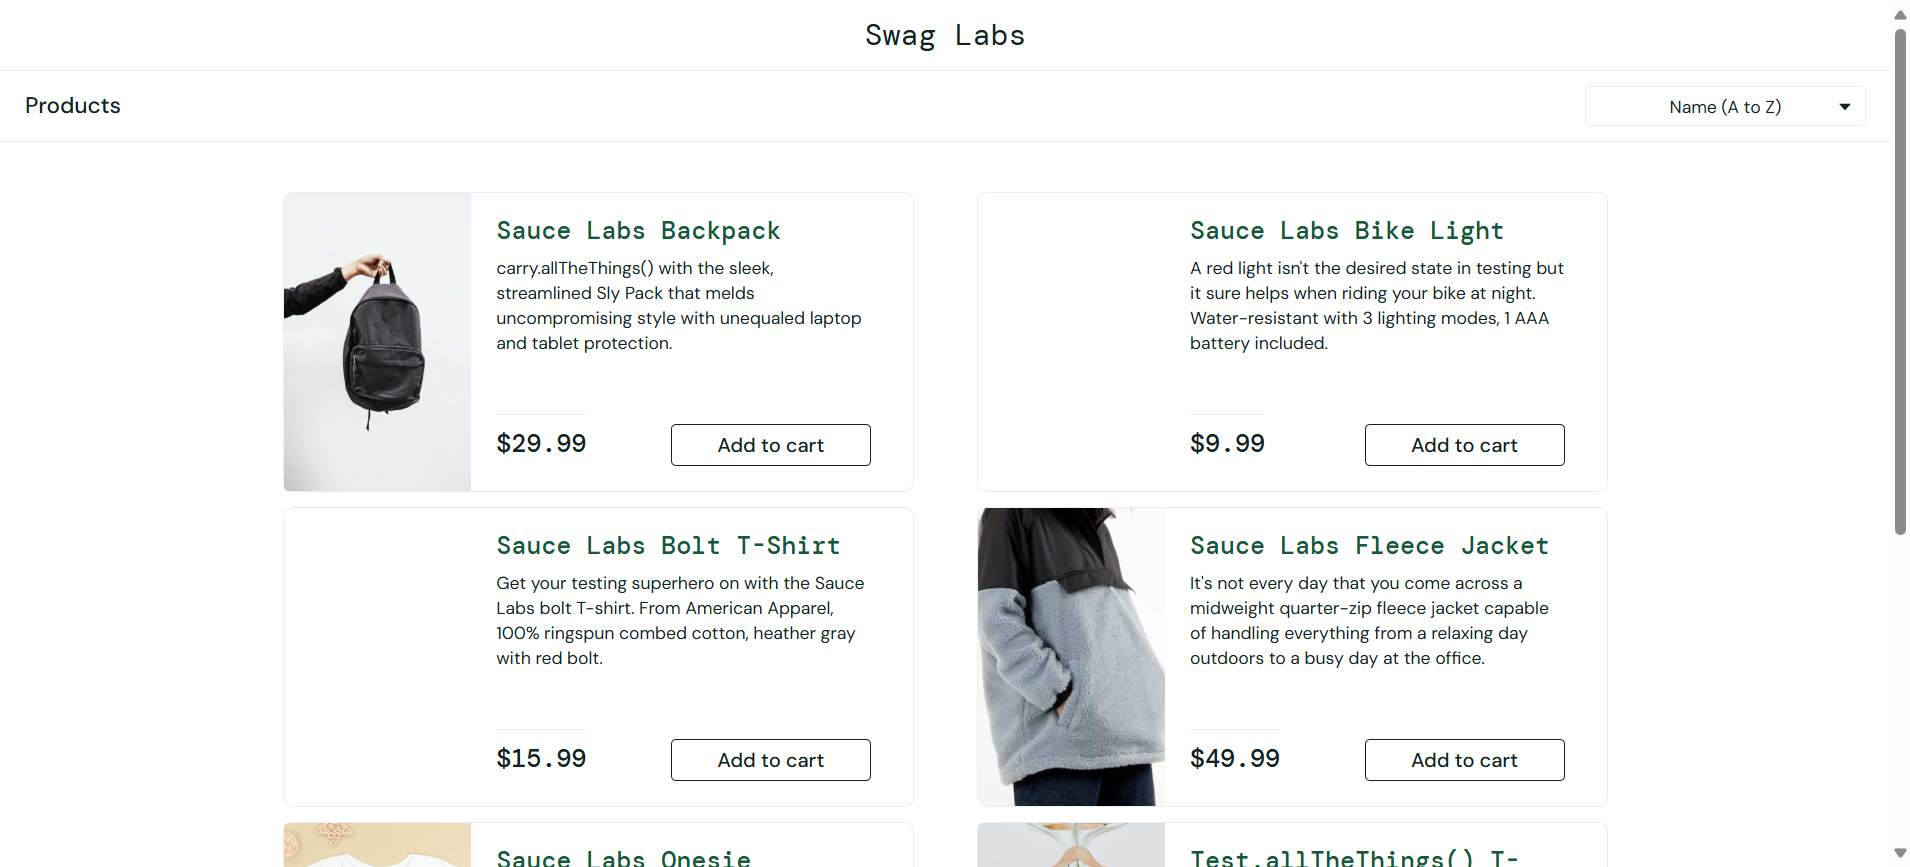 Swag Labs
Products
Name (A to Z)
Sauce Labs Backpack
carry.allTheThings() with the sleek,
streamlined Sly Pack that melds
uncompromising style with unequaled laptop
and tablet protection.
$29.99
Add to cart
Sauce Labs Bike Light
A red light isn't the desired state in testing but
it sure helps when riding your bike at night.
Water-resistant with 3 lighting modes, 1 AAA
battery included.
$9.99
Add to cart
Sauce Labs Bolt T-Shirt
Get your testing superhero on with the Sauce
Labs bolt T-shirt. From American Apparel,
100% ringspun combed cotton, heather gray
with red bolt.
$15.99
Add to cart
Sauce Labs Fleece Jacket
It's not every day that you come across a
midweight quarter-zip fleece jacket capable
of handling everything from a relaxing day
outdoors to a busy day at the office.
$49.99
Add to cart
Sauce Labs Onesie
Test.allTheThings() T-